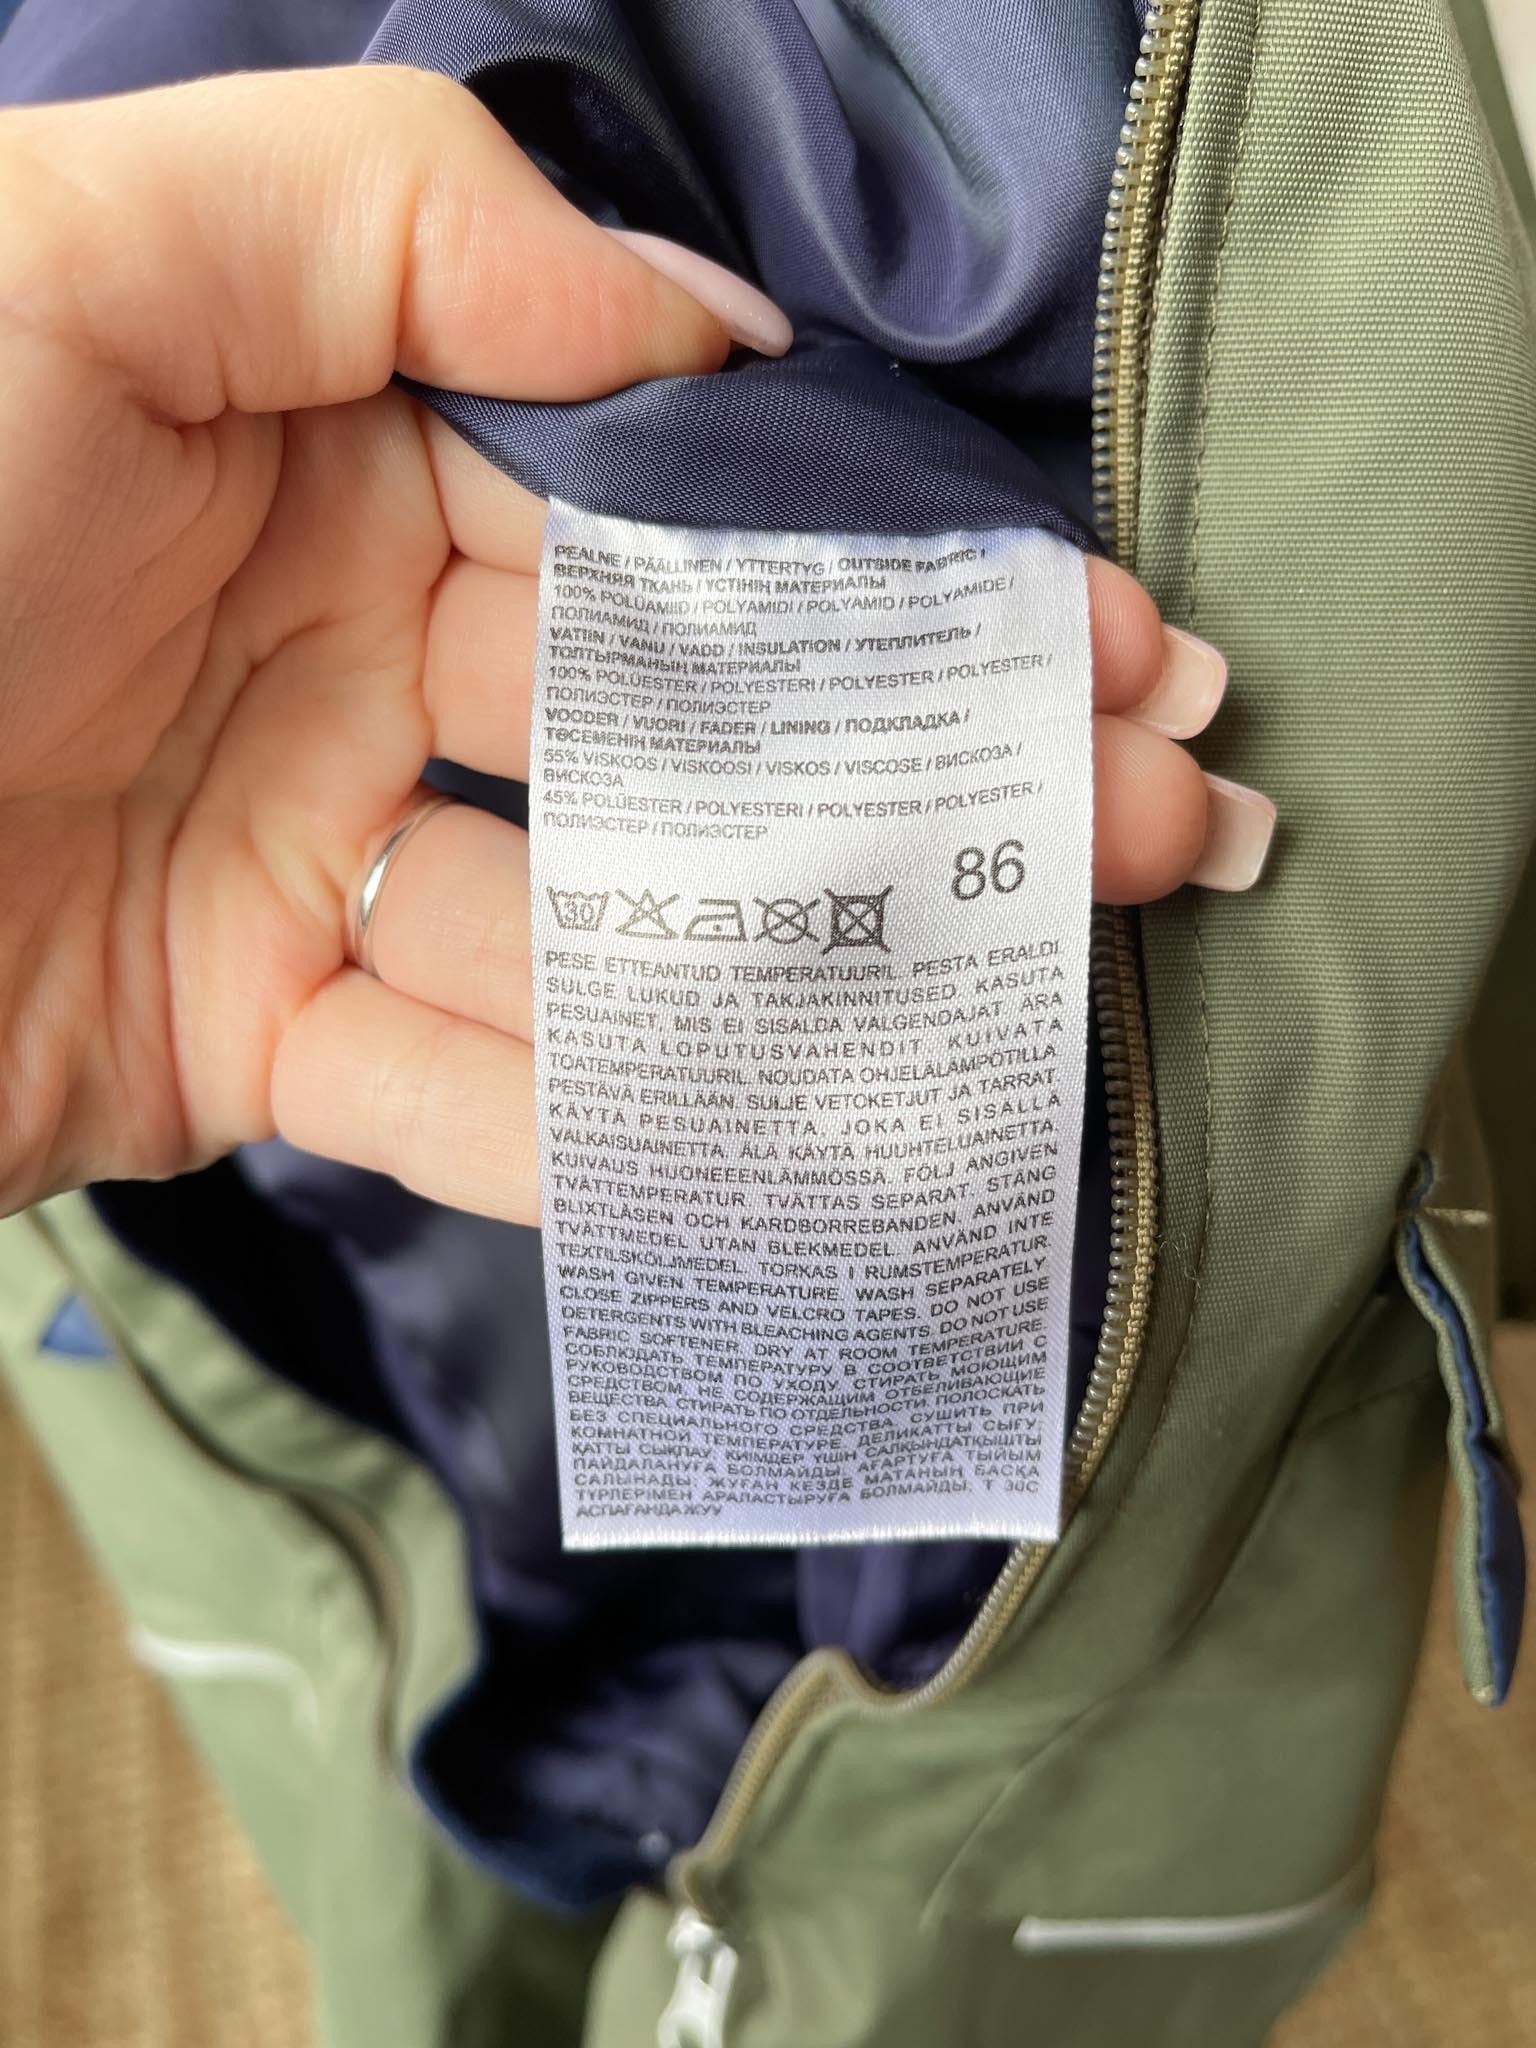 PEALNE / PÄÄLLINEN / YTTERTYG / OUTSIDE FABRIC /
ВЕРХНЯЯ ТКАНЬ / ҮСТІНІҢ МАТЕРИАЛЫ
100% POLÜAMIID / POLYAMIDI / POLYAMID / POLYAMIDE /
ПОЛИАМИД / ПОЛИАМИД
VATIIN / VANU / VADD / INSULATION / УТЕПЛИТЕЛЬ /
ТОЛТЫРМАНЫҢ МАТЕРИАЛЫ
100% POLÜESTER / POLYESTERI / POLYESTER / POLYESTER /
ПОЛИЭСТЕР / ПОЛИЭСТЕР
VOODER / VUORI / FADER / LINING / ПОДКЛАДКА /
ТӨСЕМЕНІҢ МАТЕРИАЛЫ
55% VISKOOS / VISKOOSI / VISKOS / VISCOSE / ВИСКОЗА /
ВИСКОЗА
45% POLÜESTER / POLYESTERI / POLYESTER / POLYESTER /
ПОЛИЭСТЕР / ПОЛИЭСТЕР
86
30
PESE ETTEANTUD TEMPERATUURIL. PESTA ERALDI
SULGE LUKUD JA TAKJAKINNITUSED. KASUTA
PESUAINET, MIS EI SISALDA VALGENDAJAT. ÄRA
KASUTA LOPUTUSVAHENDIT. KUIVATA
TOATEMPERATUURIL. NOUDATA OHJELÄLÄMPÖTILLA
PESTÄVÄ ERILLÄÄN. SULJE VETOKETJUT JA TARRAT
KÄYTÄ PESUAINETTA, JOKA EI SISÄLLÄ
VALKAISUAINETTA. ÄLÄ KÄYTÄ HUUHTELUAINETTA.
KUIVAUS HUONEEENLÄMMÖSSÄ. FÖLJ ANGIVEN
TVÄTTEMPERATUR. TVÄTTAS SEPARAT. STÄNG
BLIXTLÅSEN OCH KARDBORREBANDEN. ANVÄND
TVÄTTMEDEL UTAN BLEKMEDEL. ANVÄND INTE
TEXTILSKÖLJMEDEL. TORKAS I RUMSTEMPERATUR.
WASH GIVEN TEMPERATURE. WASH SEPARATELY.
CLOSE ZIPPERS AND VELCRO TAPES. DO NOT USE
DETERGENTS WITH BLEACHING AGENTS. DO NOT USE
FABRIC SOFTENER. DRY AT ROOM TEMPERATURE.
СОБЛЮДАТЬ ТЕМПЕРАТУРУ В СООТВЕТСТВИИ С
РУКОВОДСТВОМ ПО УХОДУ. СТИРАТЬ МОЮЩИМ
СРЕДСТВОМ, НЕ СОДЕРЖАЩИМ ОТБЕЛИВАЮЩИЕ
ВЕЩЕСТВА. СТИРАТЬ ПО ОТДЕЛЬНОСТИ. ПОЛОСКАТЬ
БЕЗ СПЕЦИАЛЬНОГО СРЕДСТВА. СУШИТЬ ПРИ
КОМНАТНОЙ ТЕМПЕРАТУРЕ. ДЕЛИКАТТЫ СЫҒУ;
ҚАТТЫ СЫҚПАУ, КИІМДЕР ҮШІН САЛҚЫНДАТҚЫШТЫ
ПАЙДАЛАНУҒА БОЛМАЙДЫ, АҒАРТУҒА ТЫЙЫМ
САЛЫНАДЫ; ЖУҒАН КЕЗДЕ МАТАНЫҢ БАСҚА
ТҮРЛЕРІМЕН АРАЛАСТЫРУҒА БОЛМАЙДЫ; Т 30С
АСПАҒАНДА ЖУУ